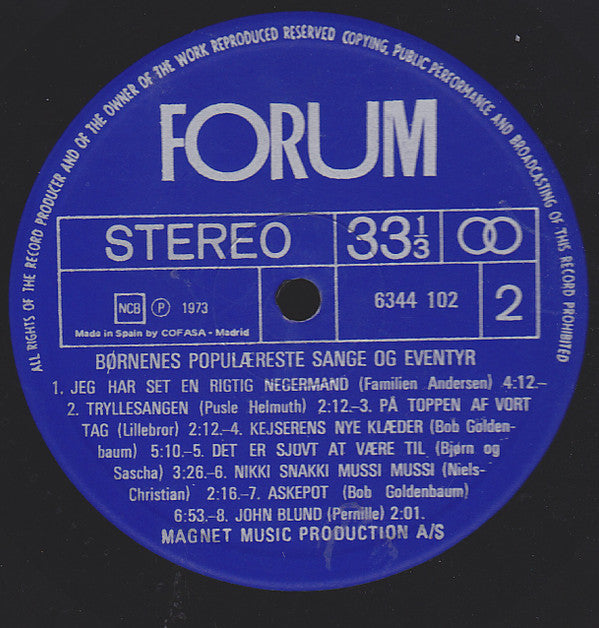 ALL RIGHTS OF THE RECORD PRODUCER AND OF THE OWNER OF THE WORK REPRODUCED RESERVED COPYING, PUBLIC PERFORMANCE AND BROADCASTING OF THIS RECORD PROHIBITED
FORUM
STEREO 33⅓
NCB Ⓟ 1973 6344 102 2
Made in Spain by COFASA - Madrid
BØRNENES POPULÆRESTE SANGE OG EVENTYR
1. JEG HAR SET EN RIGTIG NEGERMAND (Familien Andersen) 4:12.–
2. TRYLLESANGEN (Pusle Helmuth) 2:12.–3. PÅ TOPPEN AF VORT
TAG (Lillebror) 2:12.–4. KEJSERENS NYE KLÆDER (Bob Golden-
baum) 5:10.–5. DET ER SJOVT AT VÆRE TIL (Bjørn og
Sascha) 3:26.–6. NIKKI SNAKKI MUSSI MUSSI (Niels-
Christian) 2:16.–7. ASKEPOT (Bob Goldenbaum)
6:53.–8. JOHN BLUND (Pernille) 2:01.
MAGNET MUSIC PRODUCTION A/S